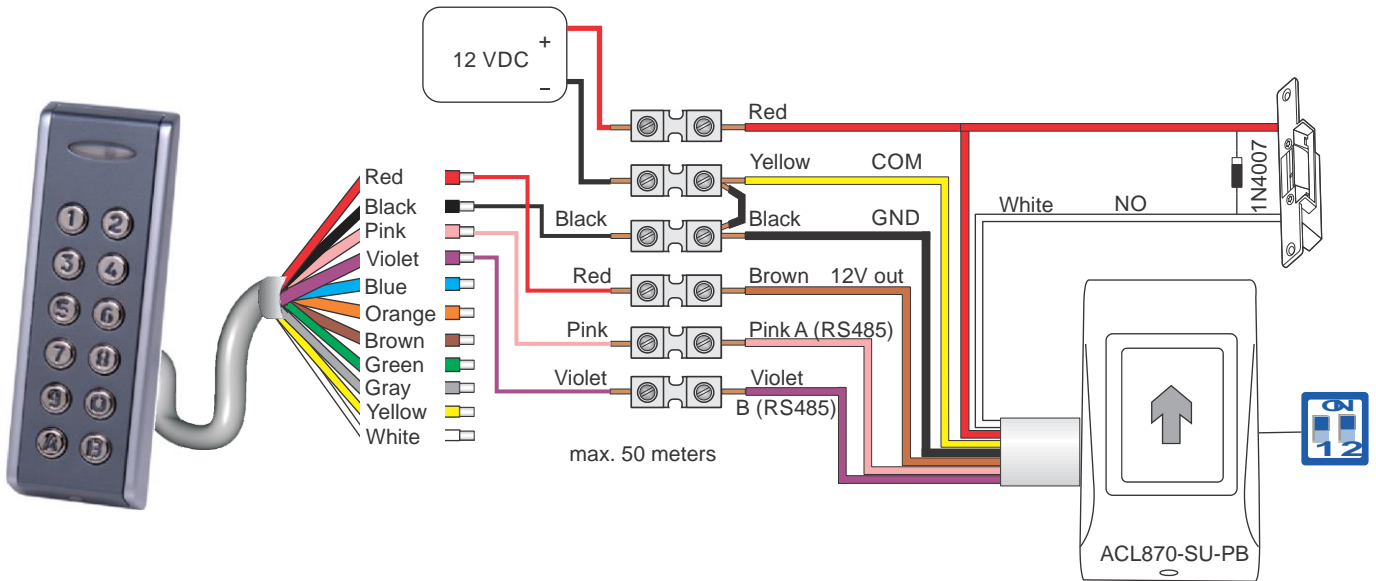 12 VDC
+
−
Red
Yellow COM
Black
Black GND
Red
Brown 12V out
Pink
Pink A (RS485)
Violet
Violet
B (RS485)
max. 50 meters
White NO
1N4007
Red
Black
Pink
Violet
Blue
Orange
Brown
Green
Gray
Yellow
White
1 2
3 4
5 6
7 8
9 0
A B
ON
1 2
ACL870-SU-PB